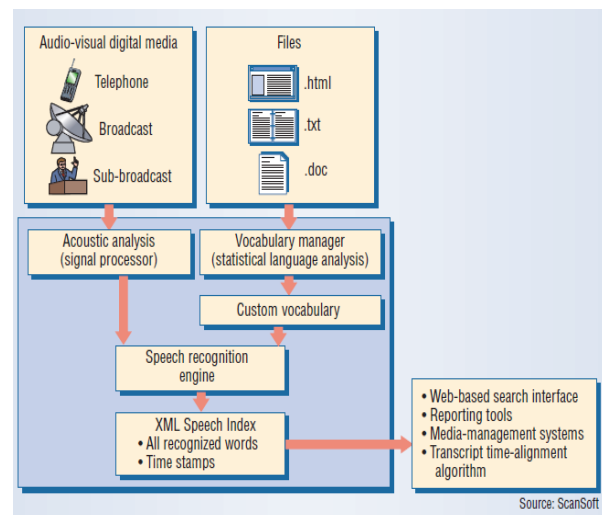 Audio-visual digital media
Telephone
Broadcast
Sub-broadcast
Files
.html
.txt
.doc
Acoustic analysis
(signal processor)
Vocabulary manager
(statistical language analysis)
Custom vocabulary
Speech recognition
engine
XML Speech Index
• All recognized words
• Time stamps
• Web-based search interface
• Reporting tools
• Media-management systems
• Transcript time-alignment
algorithm
Source: ScanSoft